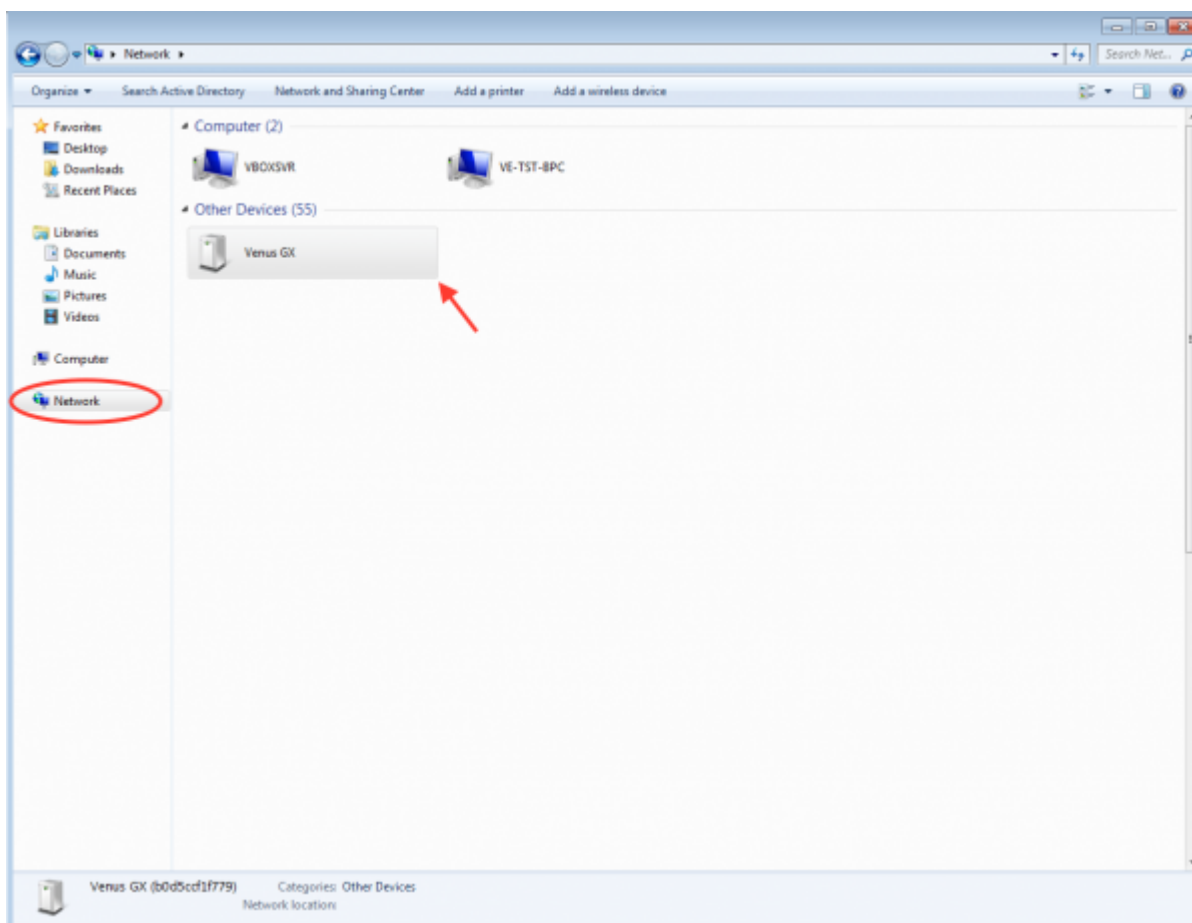 Network
Search Net...
Organize Search Active Directory Network and Sharing Center Add a printer Add a wireless device
Favorites
Desktop
Downloads
Recent Places
Libraries
Documents
Music
Pictures
Videos
Computer
Network
Computer (2)
VBOXSVR VE-TST-8PC
Other Devices (55)
Venus GX
Venus GX (b0d5ccf1f779) Categories: Other Devices
Network location: